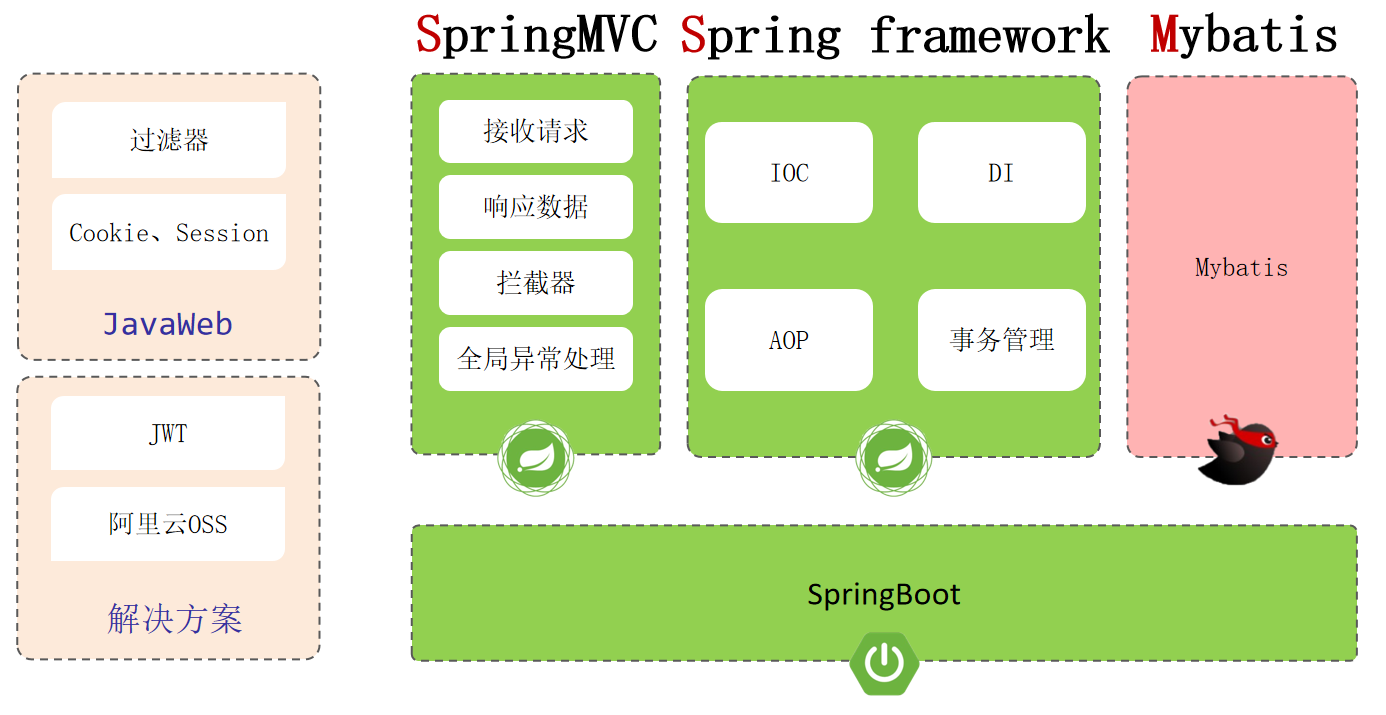 SpringMVC
Spring framework
Mybatis
过滤器
Cookie、Session
JavaWeb
JWT
阿里云OSS
解决方案
接收请求
响应数据
拦截器
全局异常处理
IOC
DI
AOP
事务管理
Mybatis
SpringBoot